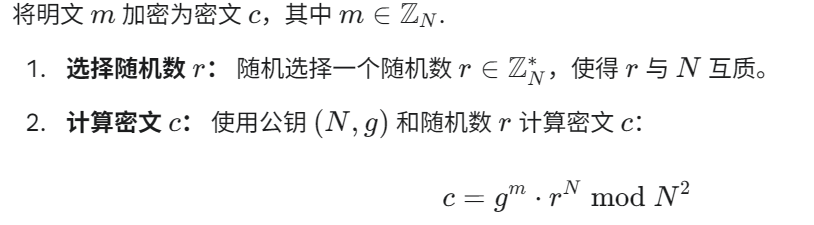 将明文 m 加密为密文 c，其中 m ∈ ℤ_N.
1. 选择随机数 r： 随机选择一个随机数 r ∈ ℤ_N^*，使得 r 与 N 互质。
2. 计算密文 c： 使用公钥 (N, g) 和随机数 r 计算密文 c：
c = g^m · r^N mod N^2